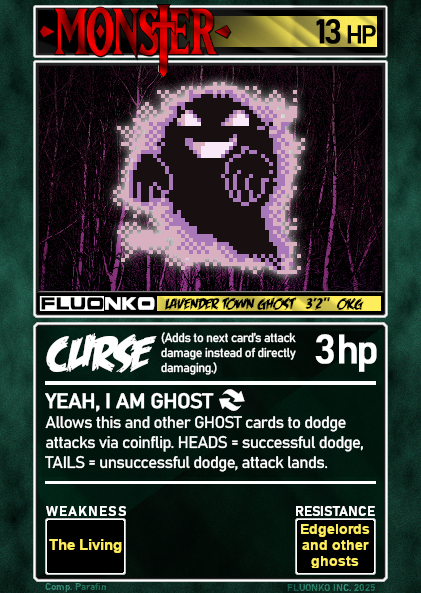 MONSTER
13 HP
FLUONKO LAVENDER TOWN GHOST 3'2" 0KG
CURSE
(Adds to next card's attack
damage instead of directly
damaging.)
3hp
YEAH, I AM GHOST
Allows this and other GHOST cards to dodge
attacks via coinflip. HEADS = successful dodge,
TAILS = unsuccessful dodge, attack lands.
WEAKNESS
The Living
RESISTANCE
Edgelords
and other
ghosts
Comp. Parafin
FLUONKO INC. 2025